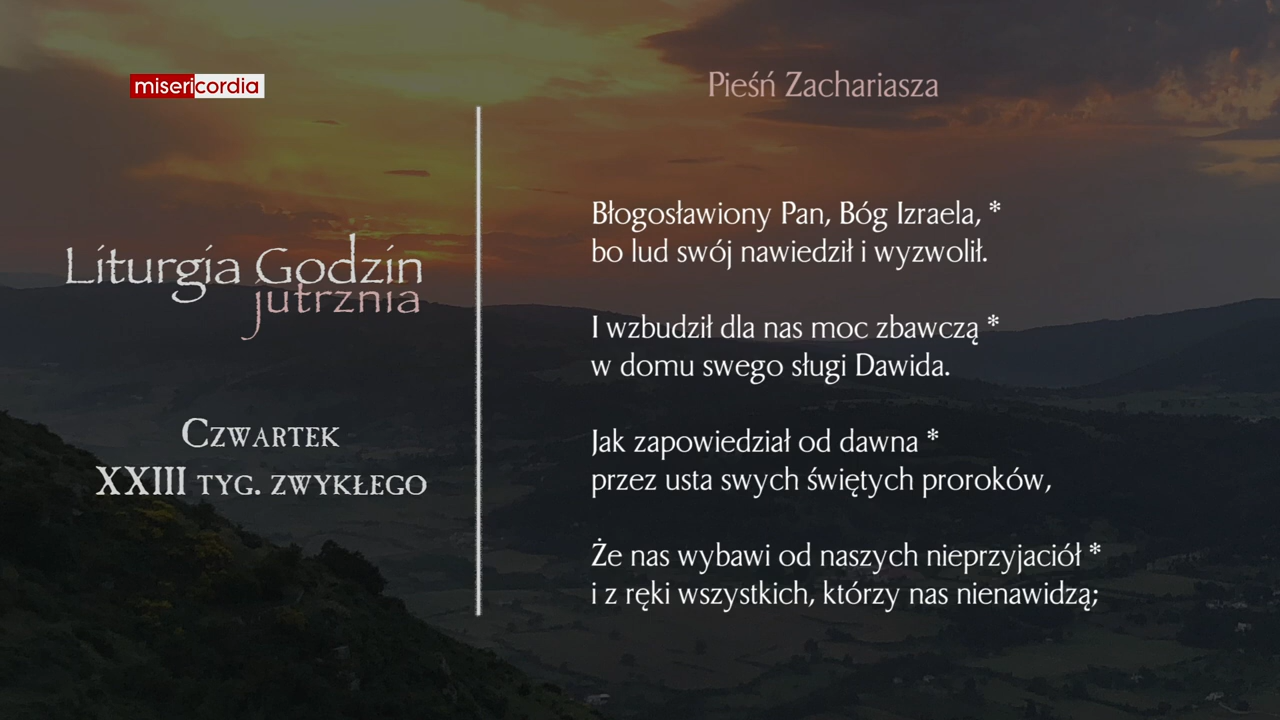 misericordia
Liturgia Godzin
jutrznia
Czwartek
XXIII tyg. zwykłego
Pieśń Zachariasza
Błogosławiony Pan, Bóg Izraela, *
bo lud swój nawiedził i wyzwolił.
I wzbudził dla nas moc zbawczą *
w domu swego sługi Dawida.
Jak zapowiedział od dawna *
przez usta swych świętych proroków,
Że nas wybawi od naszych nieprzyjaciół *
i z ręki wszystkich, którzy nas nienawidzą;